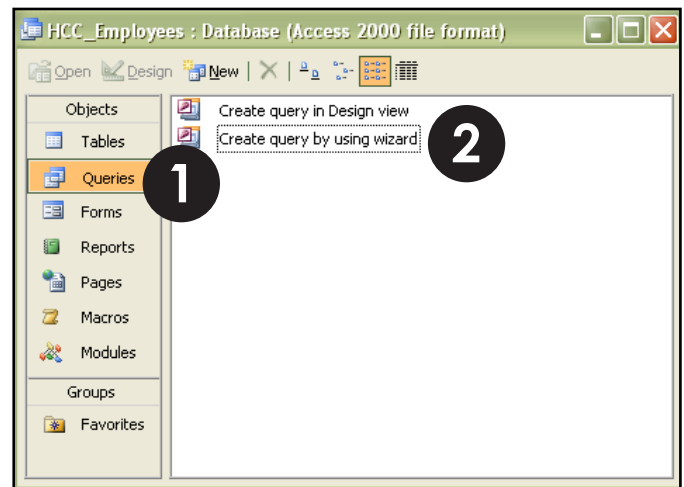 HCC_Employees : Database (Access 2000 file format)
Open Design New
Objects
Create query in Design view
Tables
Create query by using wizard
2
Queries
1
Forms
Reports
Pages
Macros
Modules
Groups
Favorites